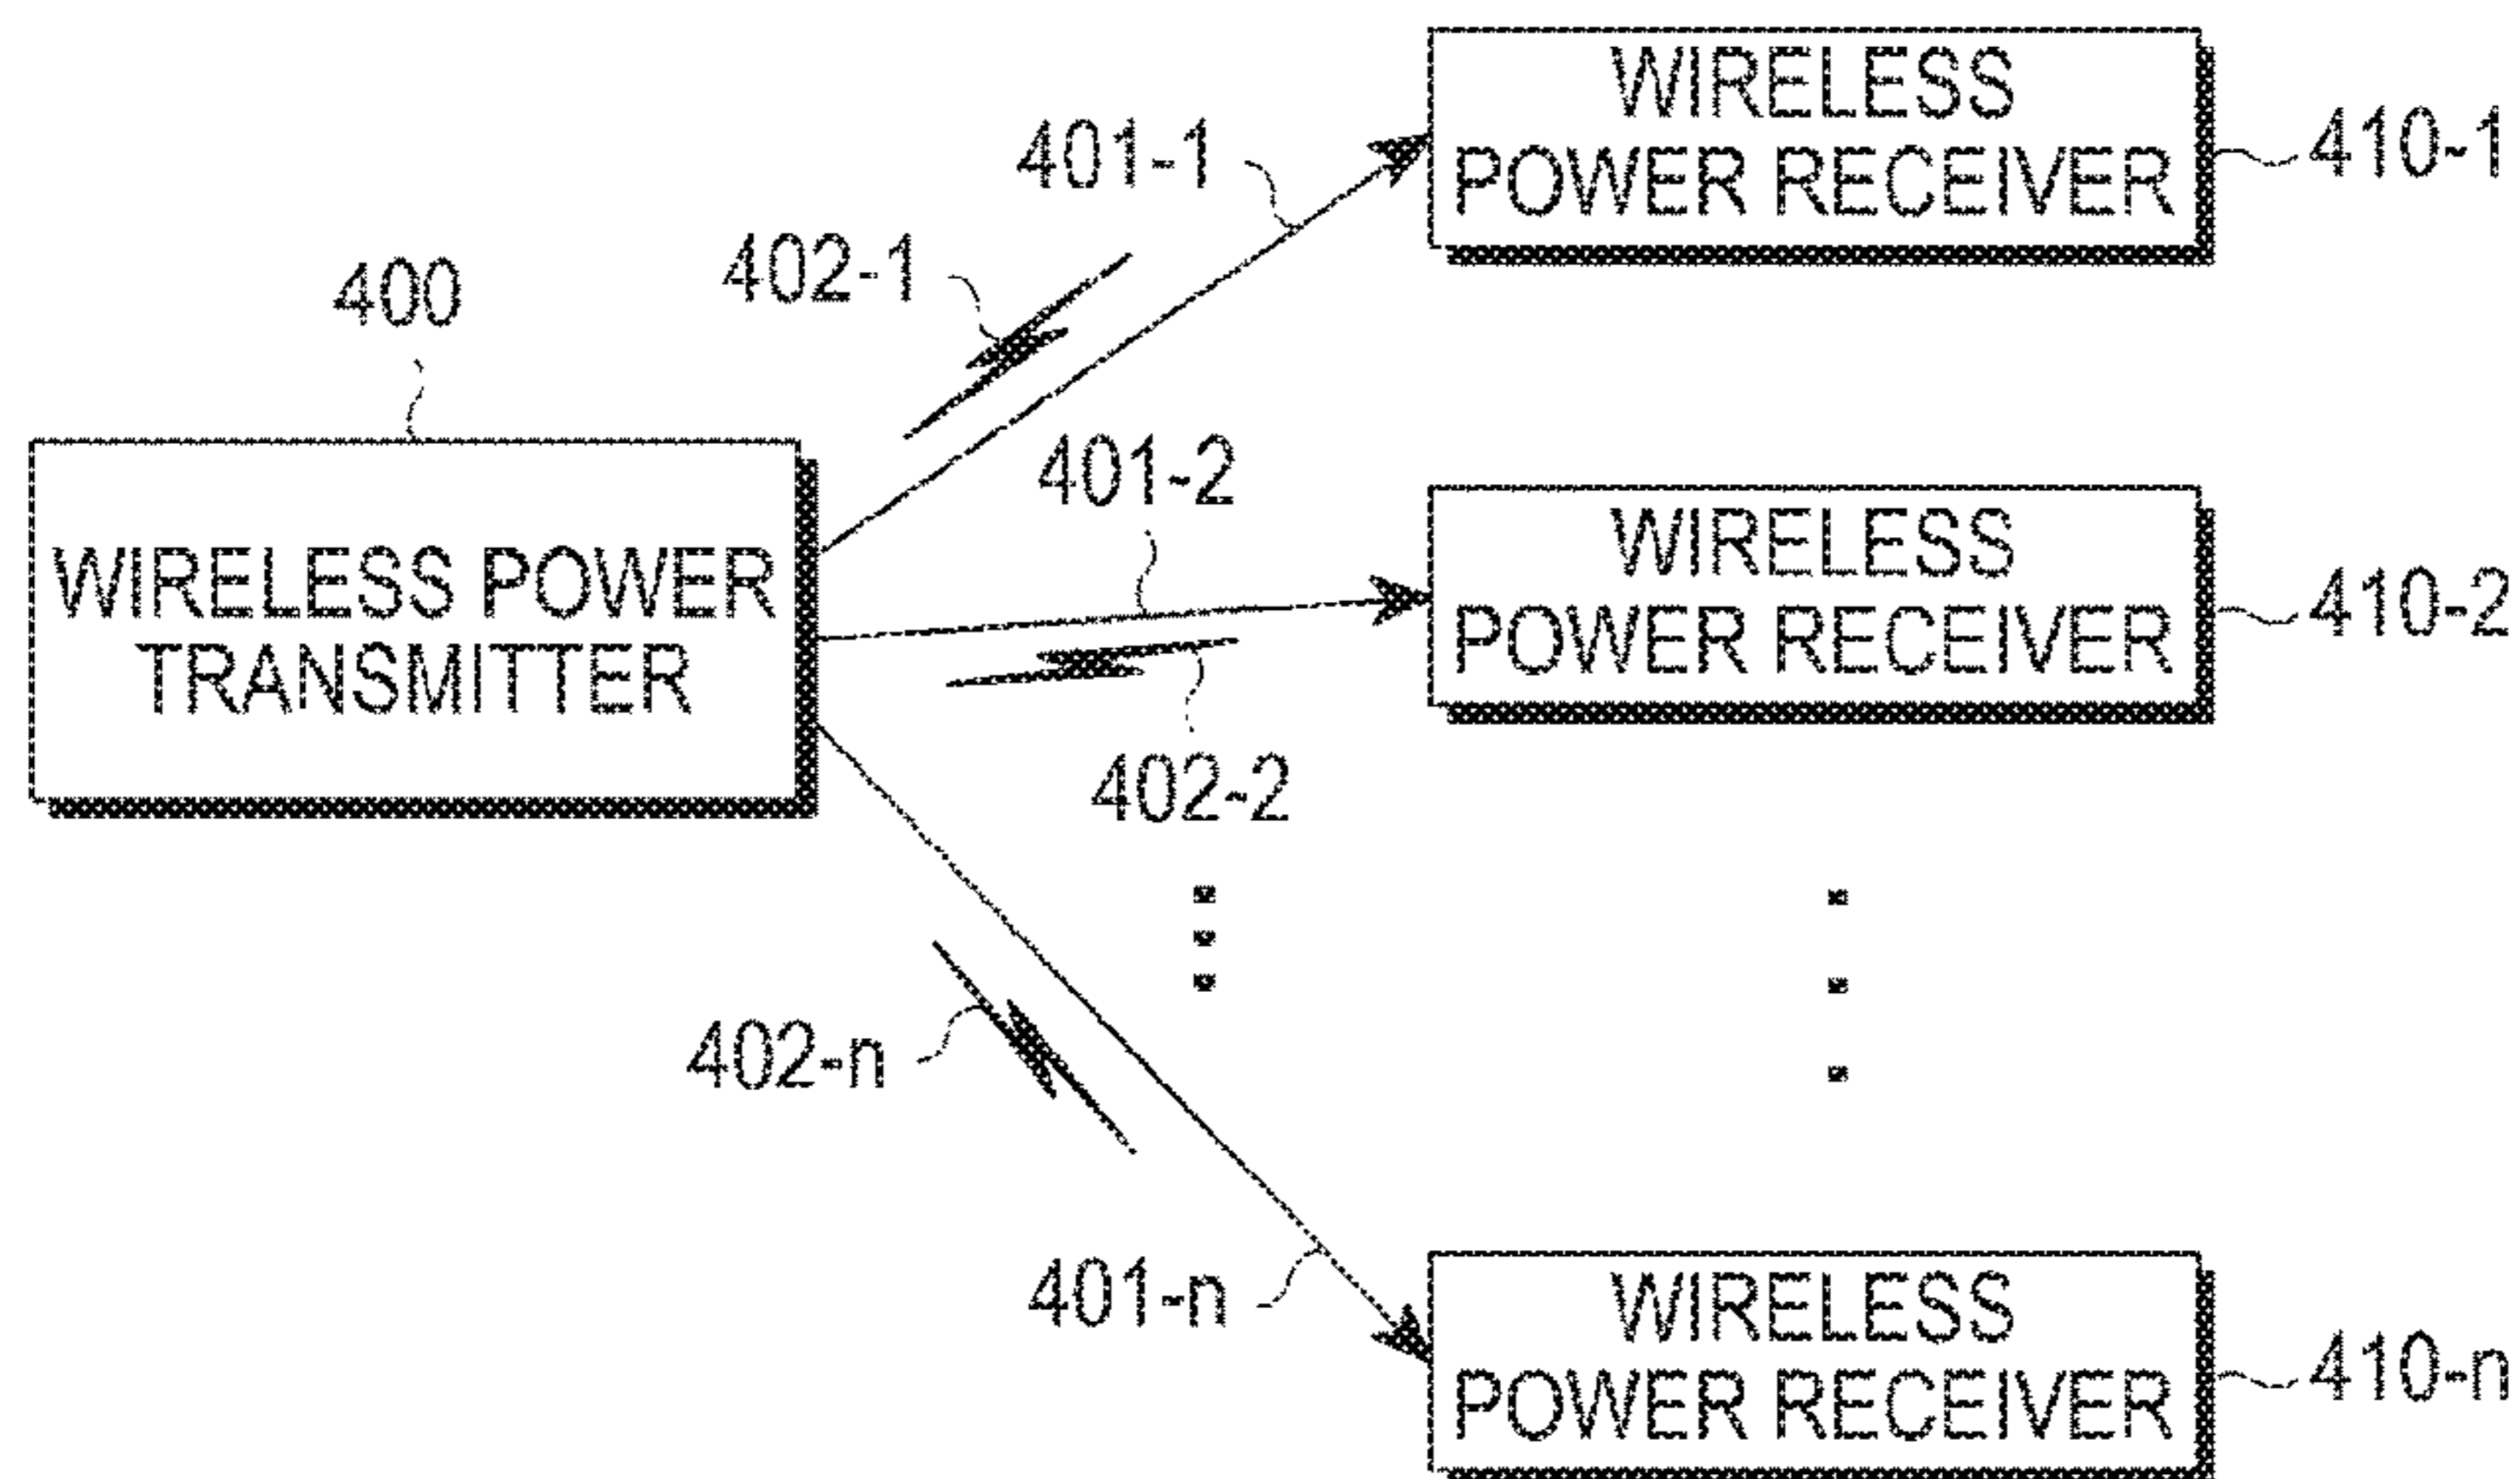 WIRELESS
POWER RECEIVER
410-1
401-1
402-1
400
WIRELESS POWER
TRANSMITTER
401-2
WIRELESS
POWER RECEIVER
410-2
402-2
402-n
401-n
WIRELESS
POWER RECEIVER
410-n